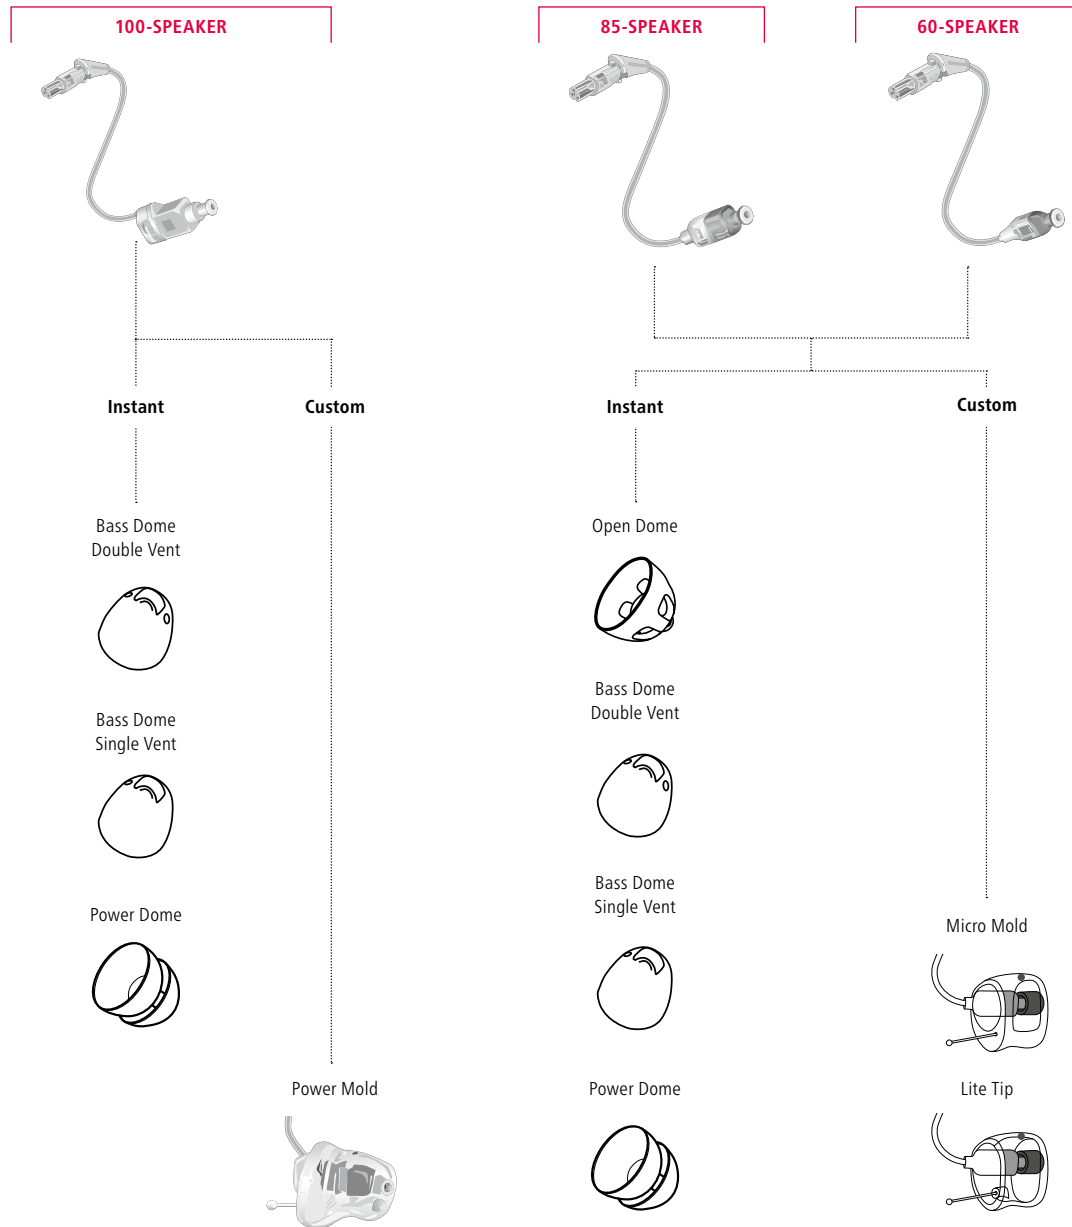 100-SPEAKER
85-SPEAKER
60-SPEAKER
Instant
Custom
Instant
Custom
Bass Dome
Double Vent
Bass Dome
Single Vent
Power Dome
Power Mold
Open Dome
Bass Dome
Double Vent
Bass Dome
Single Vent
Power Dome
Micro Mold
Lite Tip